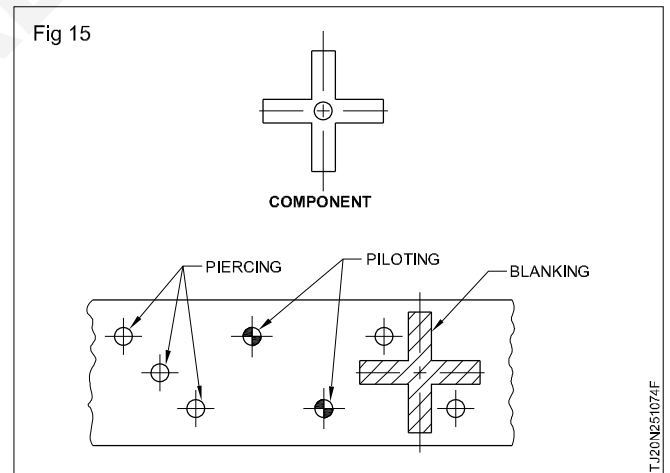 Fig 15
COMPONENT
PIERCING
PILOTING
BLANKING
TJ20N251074F